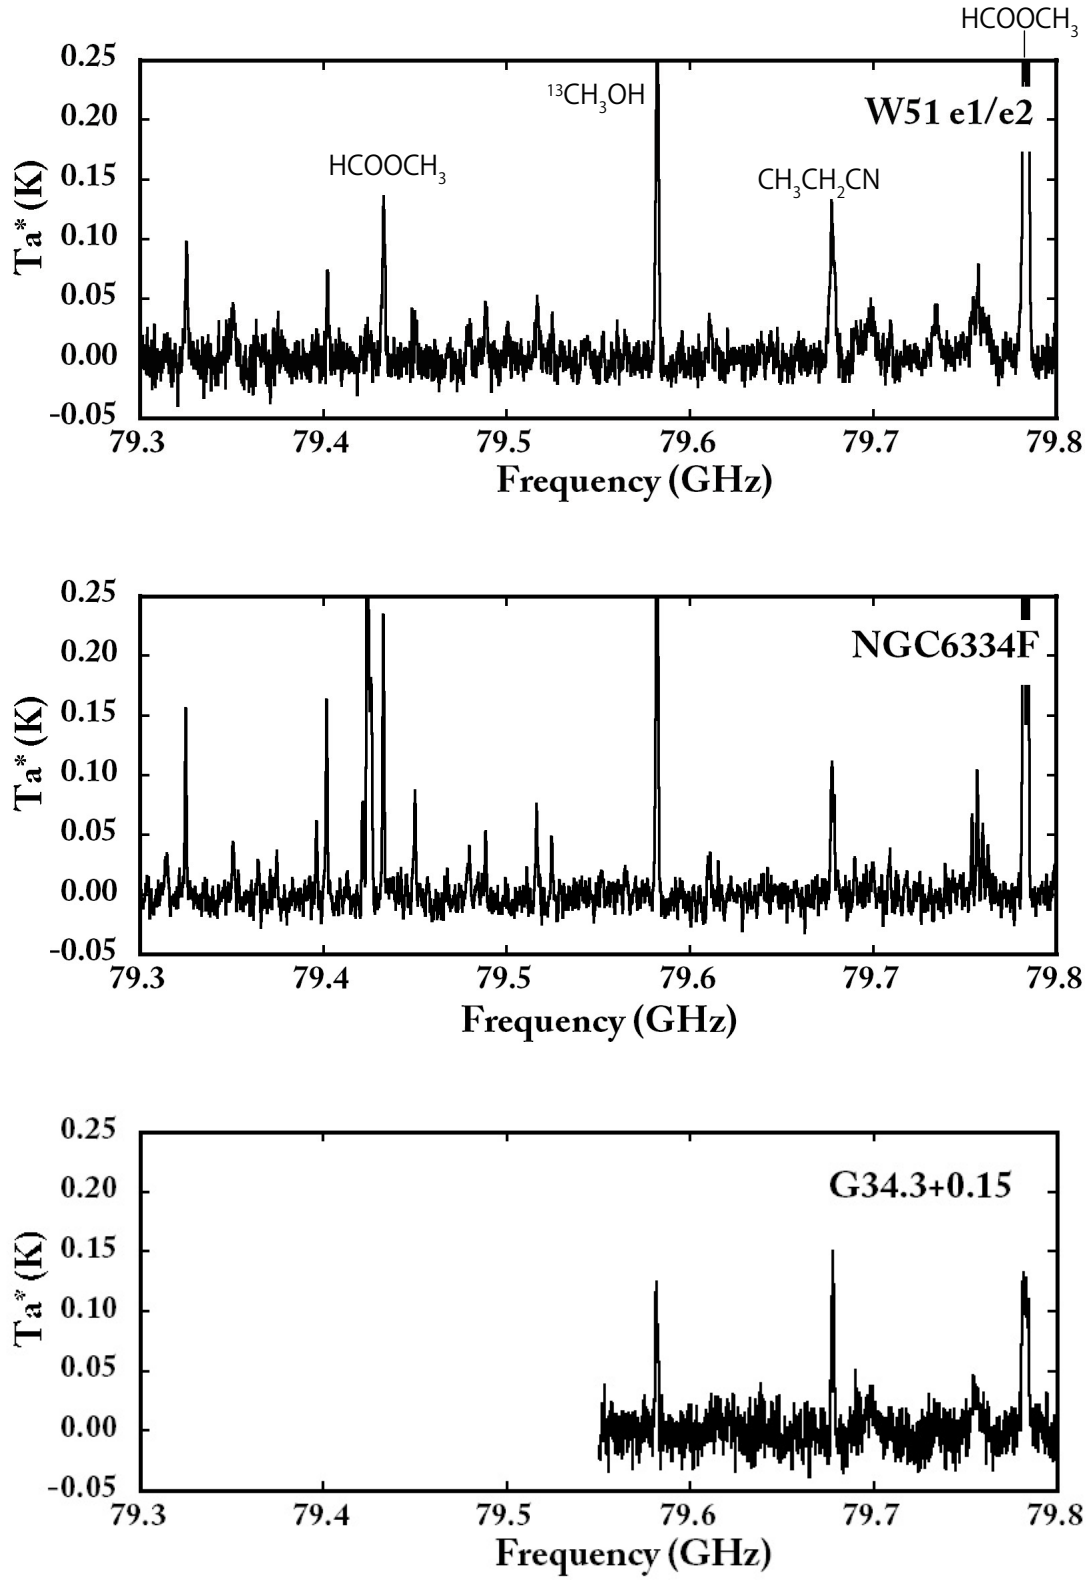 HCOOCH3
0.25
13CH3OH
W51 e1/e2
0.20
HCOOCH3
CH3CH2CN
0.15
Ta* (K)
0.10
0.05
0.00
-0.05
79.3 79.4 79.5 79.6 79.7 79.8
Frequency (GHz)
0.25
NGC6334F
0.20
0.15
Ta* (K)
0.10
0.05
0.00
-0.05
79.3 79.4 79.5 79.6 79.7 79.8
Frequency (GHz)
0.25
G34.3+0.15
0.20
0.15
Ta* (K)
0.10
0.05
0.00
-0.05
79.3 79.4 79.5 79.6 79.7 79.8
Frequency (GHz)